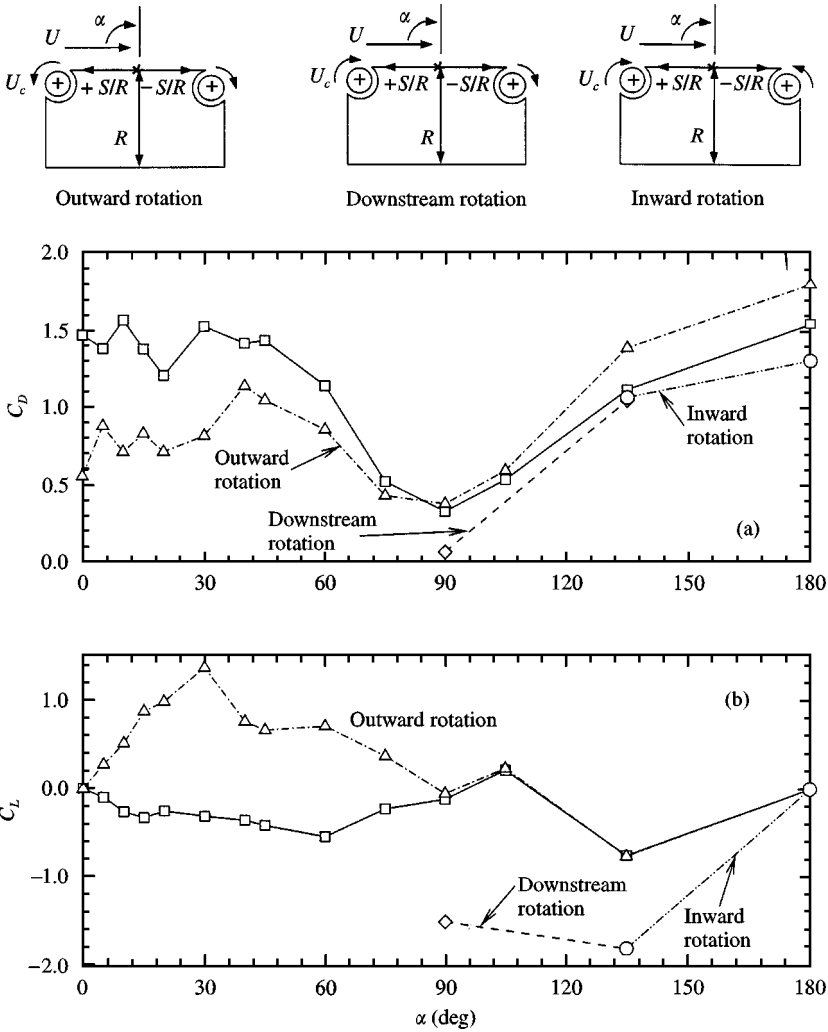 α α α
U U U
U_c + S/R − S/R U_c + S/R − S/R U_c + S/R − S/R
R R R
Outward rotation Downstream rotation Inward rotation
2.0
1.5
1.0
0.5
0.0
C_D
Outward
rotation
Downstream
rotation
Inward
rotation
(a)
0 30 60 90 120 150 180
1.0
0.0
−1.0
−2.0
C_L
(b)
Outward rotation
Downstream
rotation
Inward
rotation
0 30 60 90 120 150 180
α (deg)